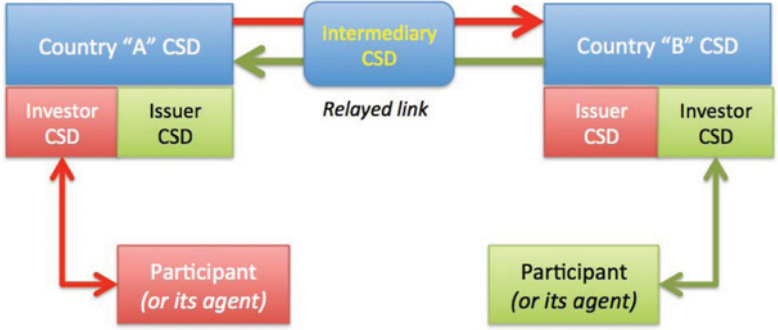 Country “A” CSD
Intermediary
CSD
Country “B” CSD
Relayed link
Investor
CSD
Issuer
CSD
Issuer
CSD
Investor
CSD
Participant
(or its agent)
Participant
(or its agent)